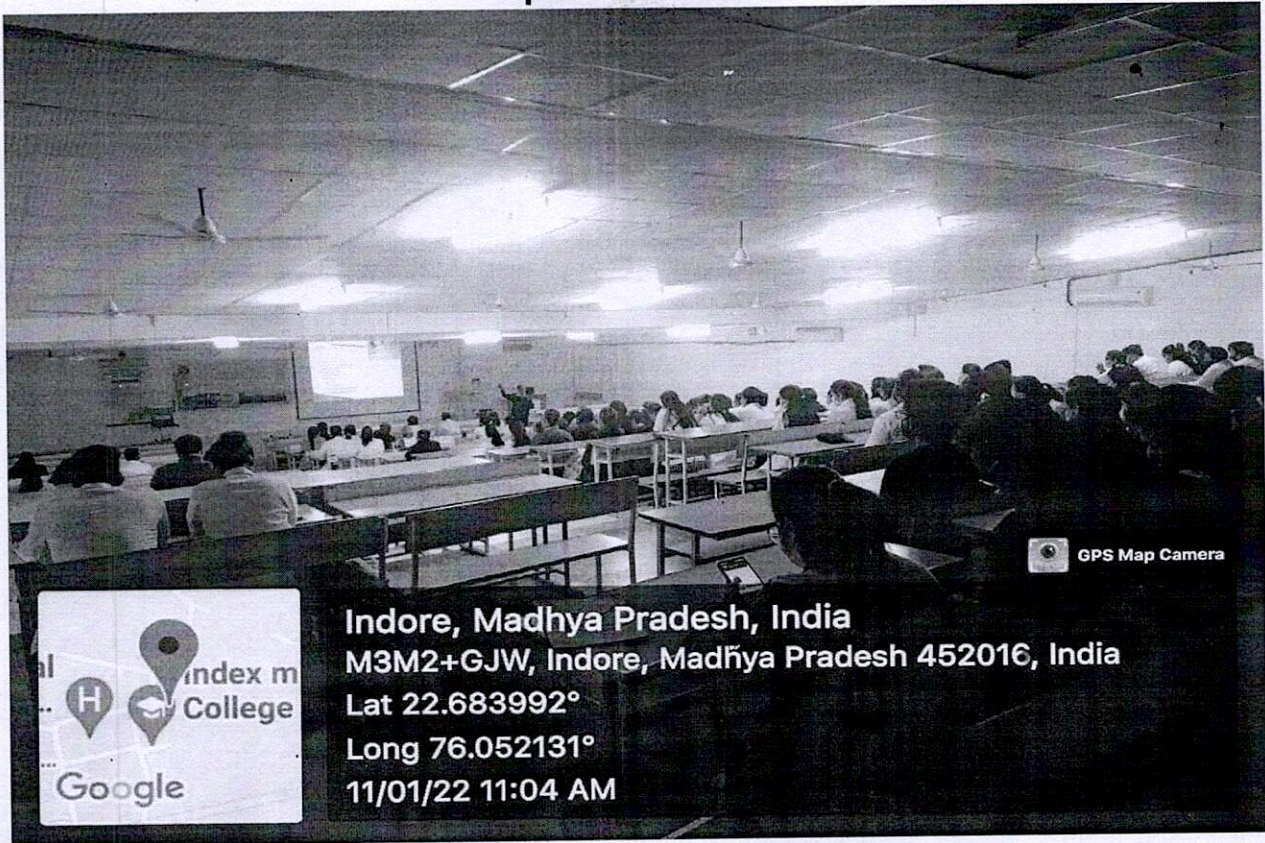 GPS Map Camera
Indore, Madhya Pradesh, India
M3M2+GJW, Indore, Madhya Pradesh 452016, India
Lat 22.683992°
Long 76.052131°
11/01/22 11:04 AM
al
Index m
H
College
...
...
Google